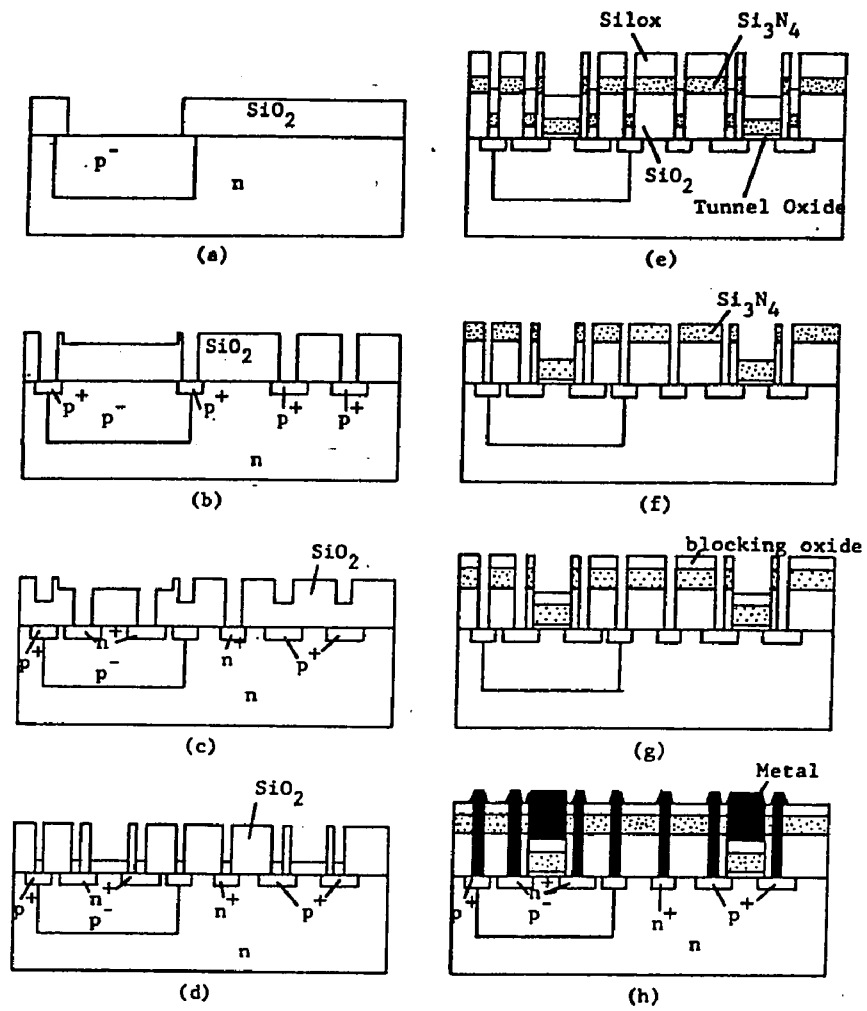 SiO2
p-
n
(a)
SiO2
p+
p-
p+
p+
p+
n
(b)
SiO2
p+
n+
p-
n+
p+
n
(c)
SiO2
p+
n+
p-
n+
p+
n
(d)
Silox
Si3N4
SiO2
Tunnel Oxide
(e)
Si3N4
(f)
blocking oxide
(g)
Metal
p+
n+
p-
n+
p+
n
(h)